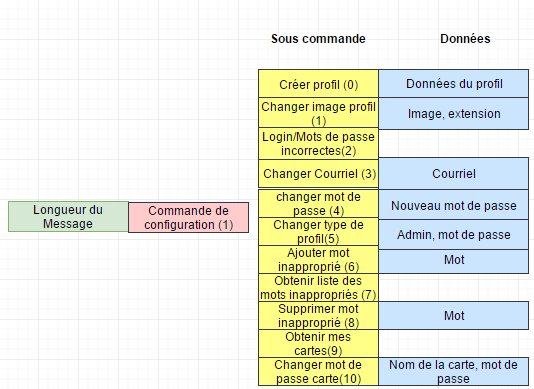 Sous commande
Données
Créer profil (0)
Données du profil
Changer image profil
(1)
Image, extension
Login/Mots de passe
incorrectes(2)
Changer Courriel (3)
Courriel
Longueur du
Message
Commande de
configuration (1)
changer mot de
passe (4)
Nouveau mot de passe
Changer type de
profil(5)
Admin, mot de passe
Ajouter mot
inapproprié (6)
Mot
Obtenir liste des
mots inappropriés (7)
Supprimer mot
inapproprié (8)
Mot
Obtenir mes
cartes(9)
Changer mot de
passe carte(10)
Nom de la carte, mot de
passe